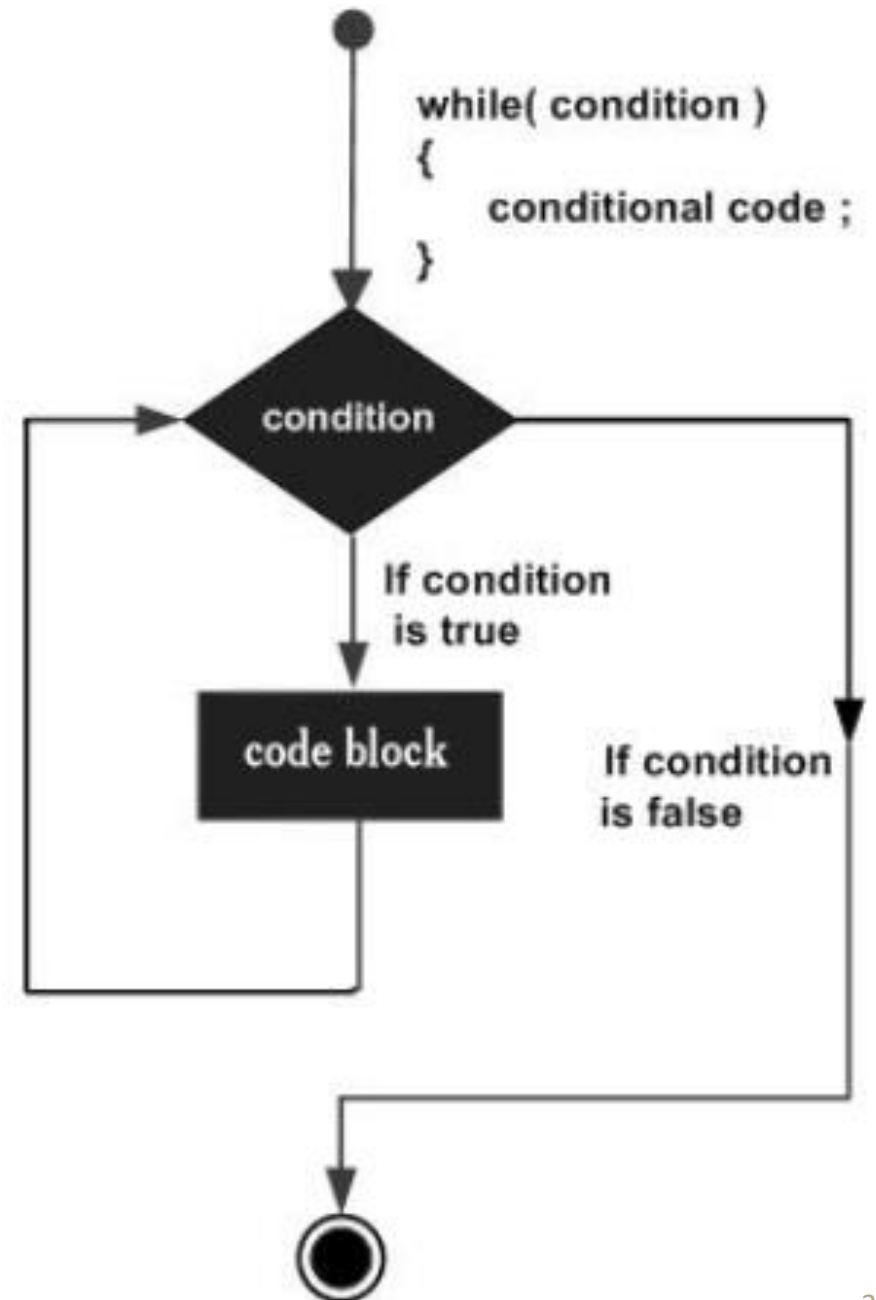 while( condition )
{
conditional code ;
}
condition
If condition
is true
code block
If condition
is false